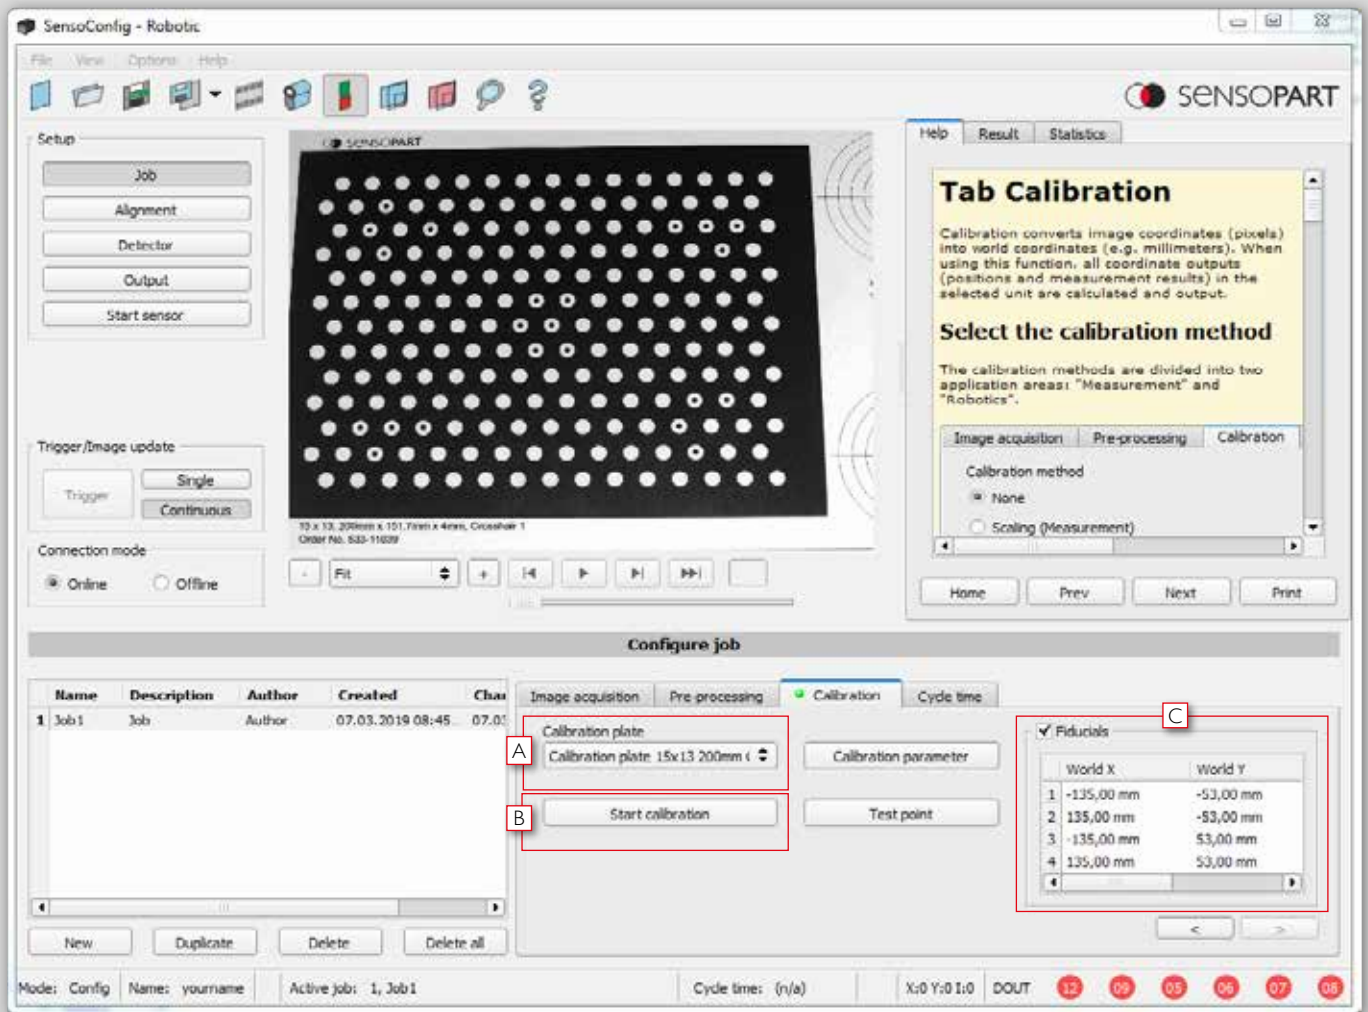 SensoConfig - Robotic
File View Options Help
SENSOPART
Setup
Job
Alignment
Detector
Output
Start sensor
Trigger/Image update
Trigger
Single
Continuous
Connection mode
Online
Offline
SENSOPART
15 x 13, 200mm x 151.7mm x 4mm, Crosshair 1
Order No. 533-11039
-
Fit
+
Help Result Statistics
Tab Calibration
Calibration converts image coordinates (pixels)
into world coordinates (e.g. millimeters). When
using this function, all coordinate outputs
(positions and measurement results) in the
selected unit are calculated and output.
Select the calibration method
The calibration methods are divided into two
application areas: "Measurement" and
"Robotics".
Image acquisition Pre-processing Calibration
Calibration method
None
Scaling (Measurement)
Home Prev Next Print
Configure job
Name Description Author Created Char
1 Job1 Job Author 07.03.2019 08:45 07.03
New Duplicate Delete Delete all
Image acquisition Pre-processing Calibration Cycle time
A
Calibration plate
Calibration plate 15x13 200mm (
Calibration parameter
B
Start calibration
Test point
C
Fiducials
World X World Y
1 -135,00 mm -53,00 mm
2 135,00 mm -53,00 mm
3 -135,00 mm 53,00 mm
4 135,00 mm 53,00 mm
< >
Mode: Config Name: yourname Active job: 1, Job1 Cycle time: (n/a) X:0 Y:0 I:0 DOUT 12 09 05 06 07 08